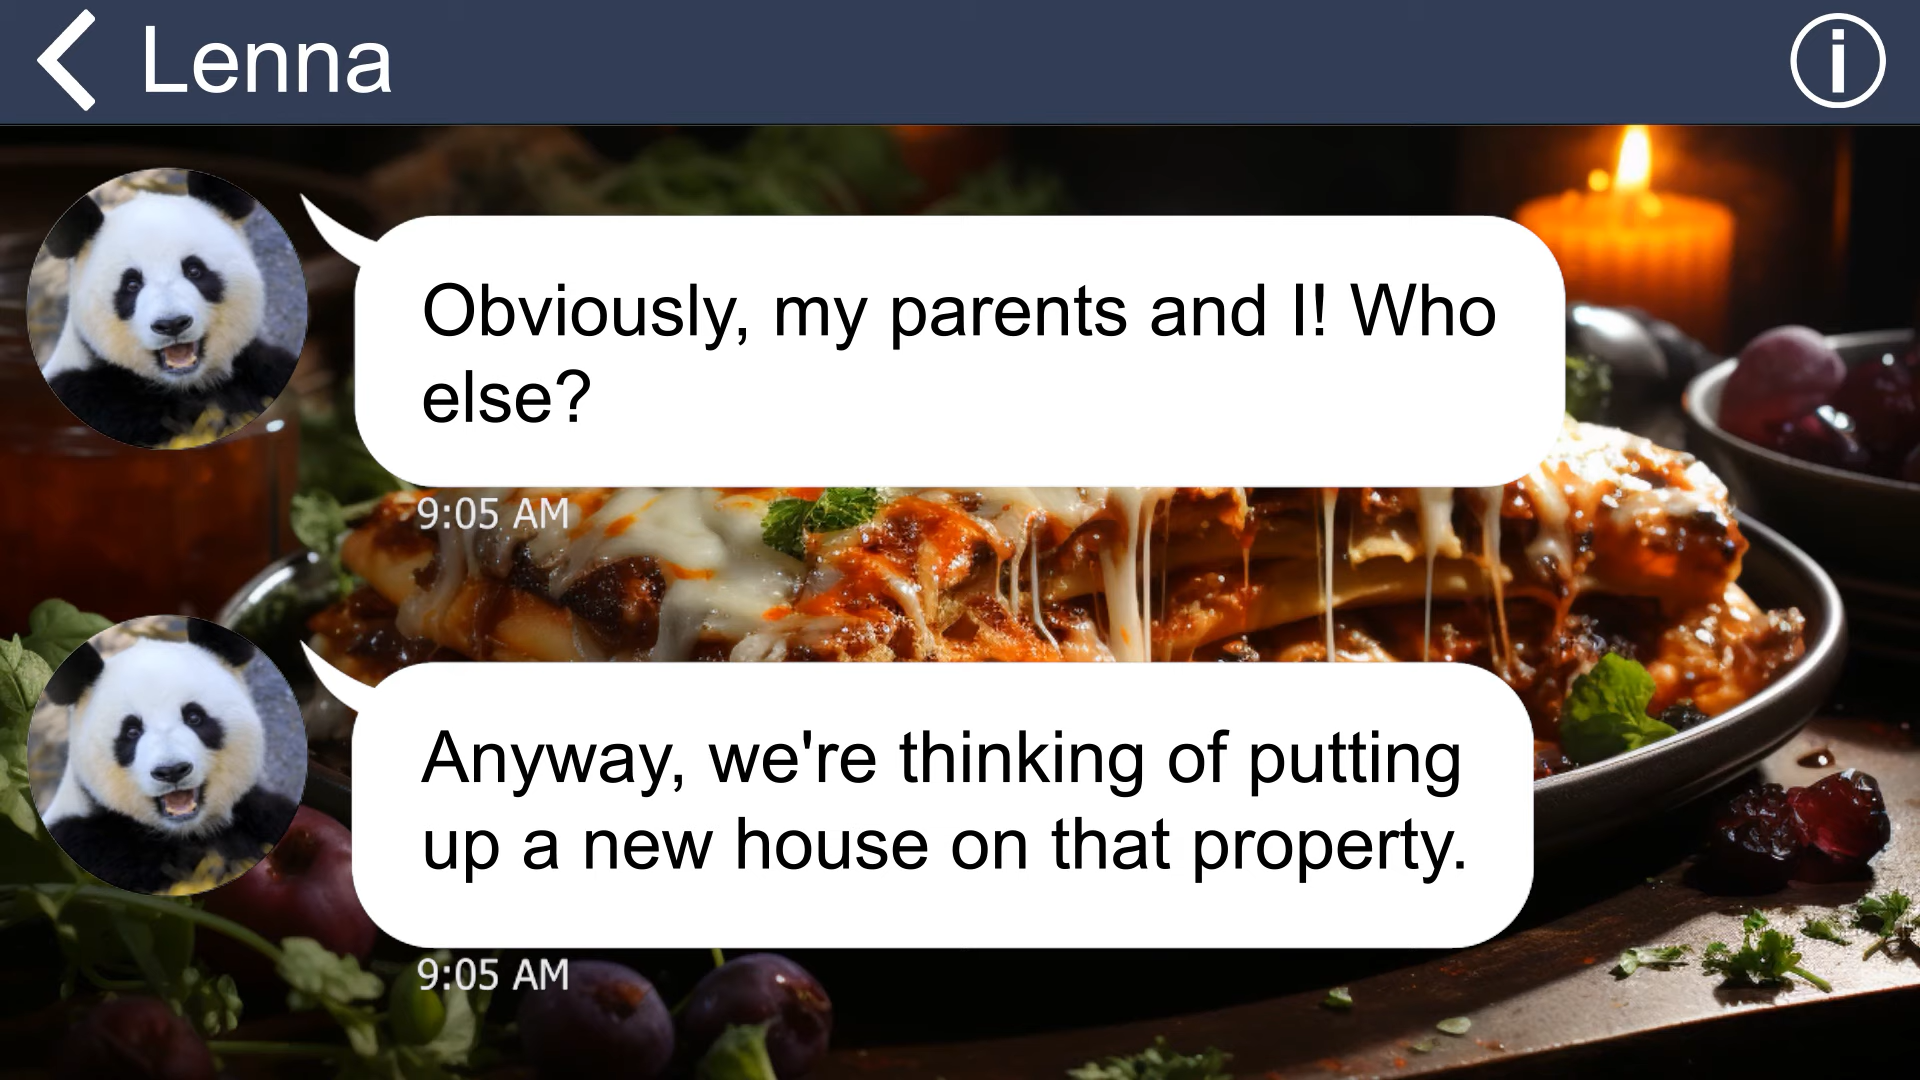 Lenna
Obviously, my parents and I! Who
else?
9:05 AM
Anyway, we're thinking of putting
up a new house on that property.
9:05 AM